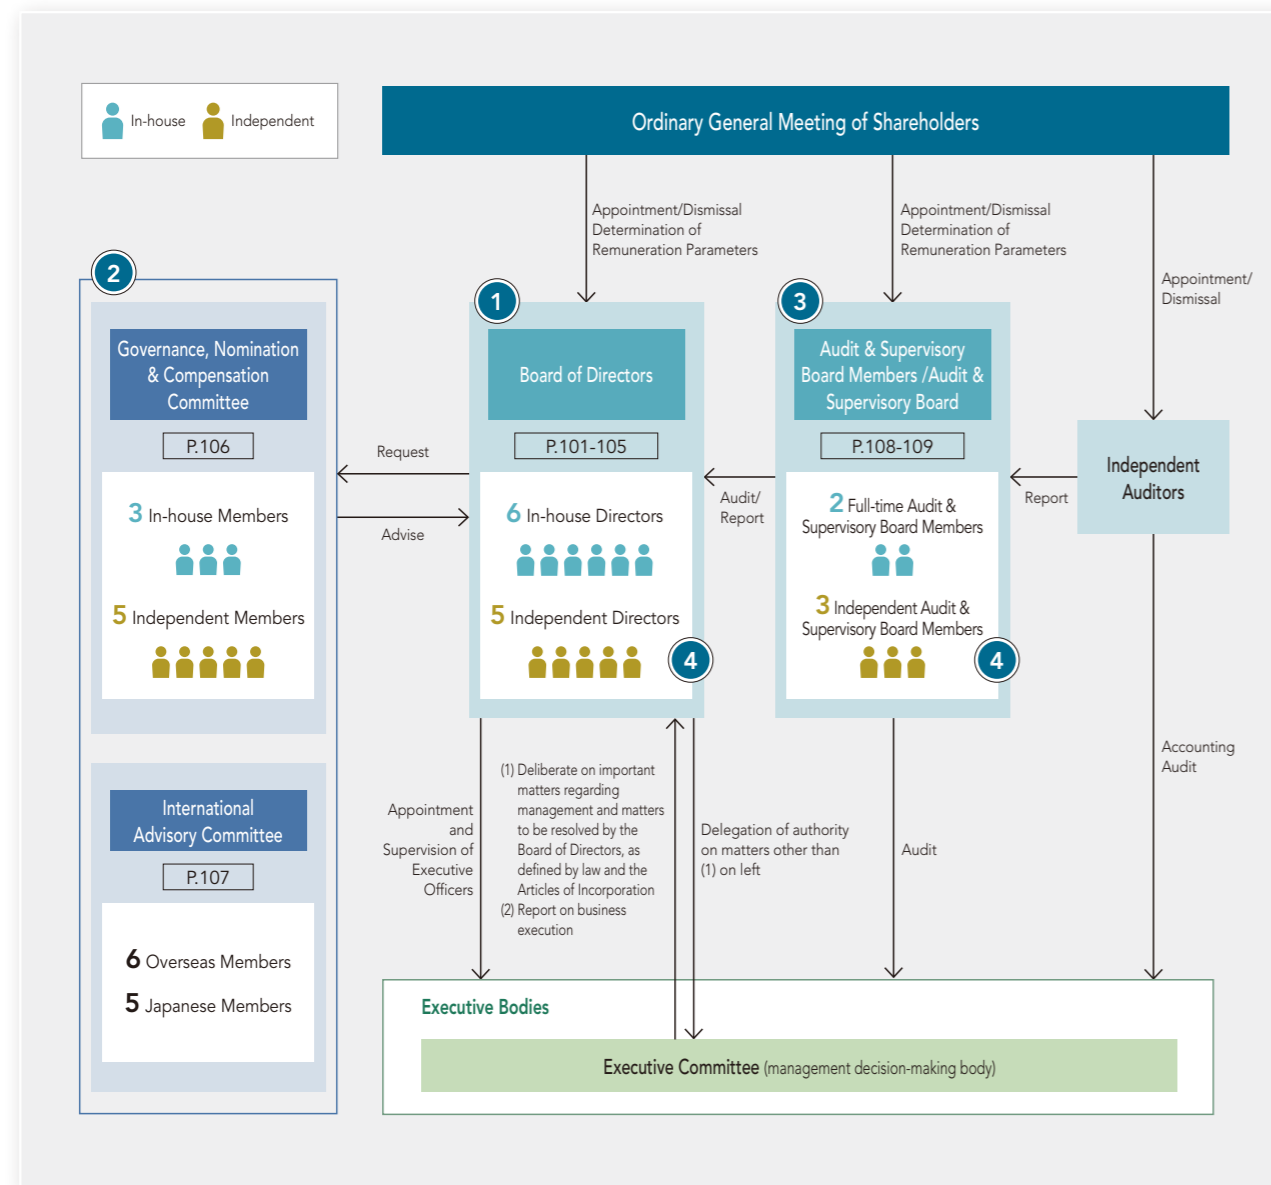 In-house
Independent
Ordinary General Meeting of Shareholders
Appointment/Dismissal
Determination of
Remuneration Parameters
Appointment/Dismissal
Determination of
Remuneration Parameters
Appointment/
Dismissal
2
Governance, Nomination
& Compensation
Committee
P.106
3 In-house Members
5 Independent Members
Request
Advise
1
Board of Directors
P.101-105
6 In-house Directors
5 Independent Directors
4
Audit/
Report
3
Audit & Supervisory
Board Members /Audit &
Supervisory Board
P.108-109
2 Full-time Audit &
Supervisory Board Members
3 Independent Audit &
Supervisory Board Members
4
Report
Independent
Auditors
International
Advisory Committee
P.107
6 Overseas Members
5 Japanese Members
Appointment
and
Supervision of
Executive
Officers
(1) Deliberate on important
matters regarding
management and matters
to be resolved by the
Board of Directors, as
defined by law and the
Articles of Incorporation
(2) Report on business
execution
Delegation of authority
on matters other than
(1) on left
Audit
Accounting
Audit
Executive Bodies
Executive Committee (management decision-making body)